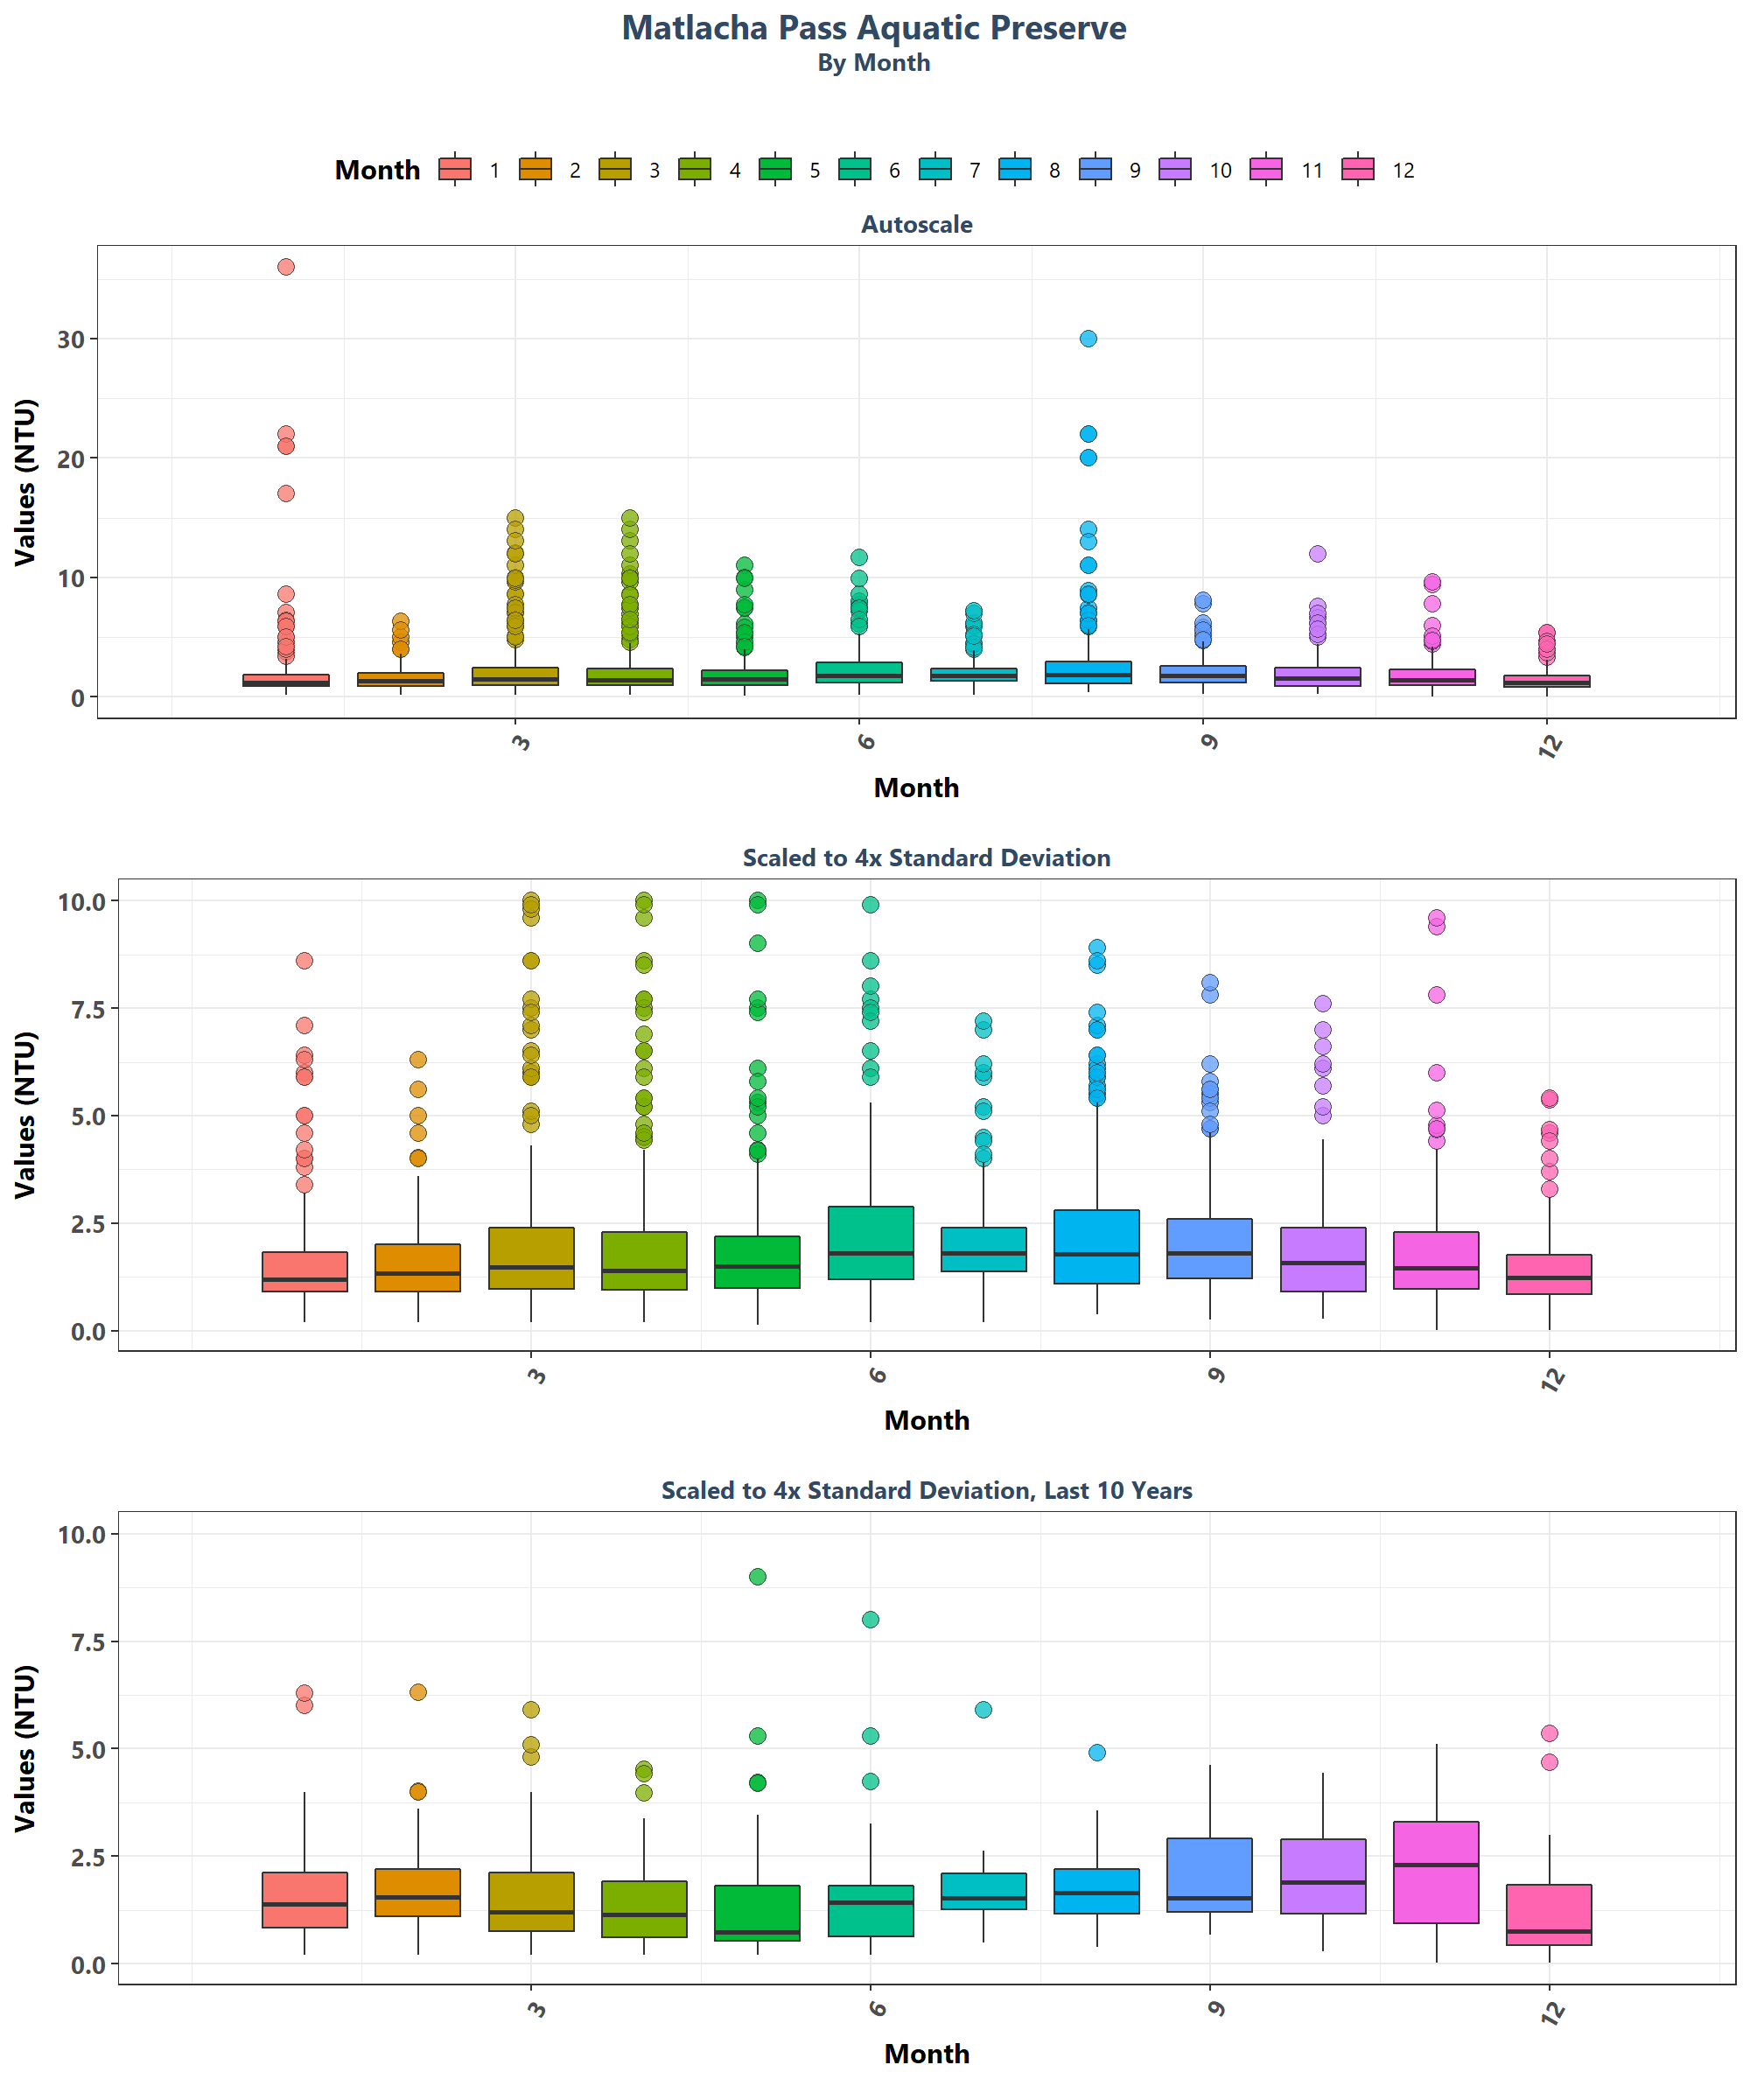 Matlacha Pass Aquatic Preserve
By Month
Month 1 2 3 4 5 6 7 8 9 10 11 12
Autoscale
Values (NTU)
30
20
10
0
3 6 9 12
Month
Scaled to 4x Standard Deviation
Values (NTU)
10.0
7.5
5.0
2.5
0.0
3 6 9 12
Month
Scaled to 4x Standard Deviation, Last 10 Years
Values (NTU)
10.0
7.5
5.0
2.5
0.0
3 6 9 12
Month